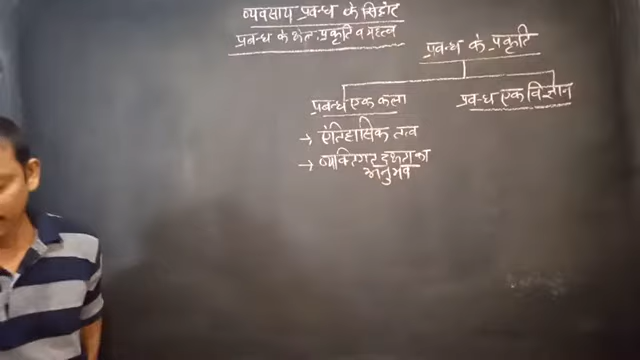 व्यवसाय प्रबन्ध के सिद्धांत
प्रबन्ध के क्षेत्र, प्रकृति व महत्व
प्रबन्ध के प्रकृति
प्रबन्ध एक कला
प्रबन्ध एक विज्ञान
→ ऐतिहासिक तत्व
→ व्यक्तिगत दक्षता का
अनुभव